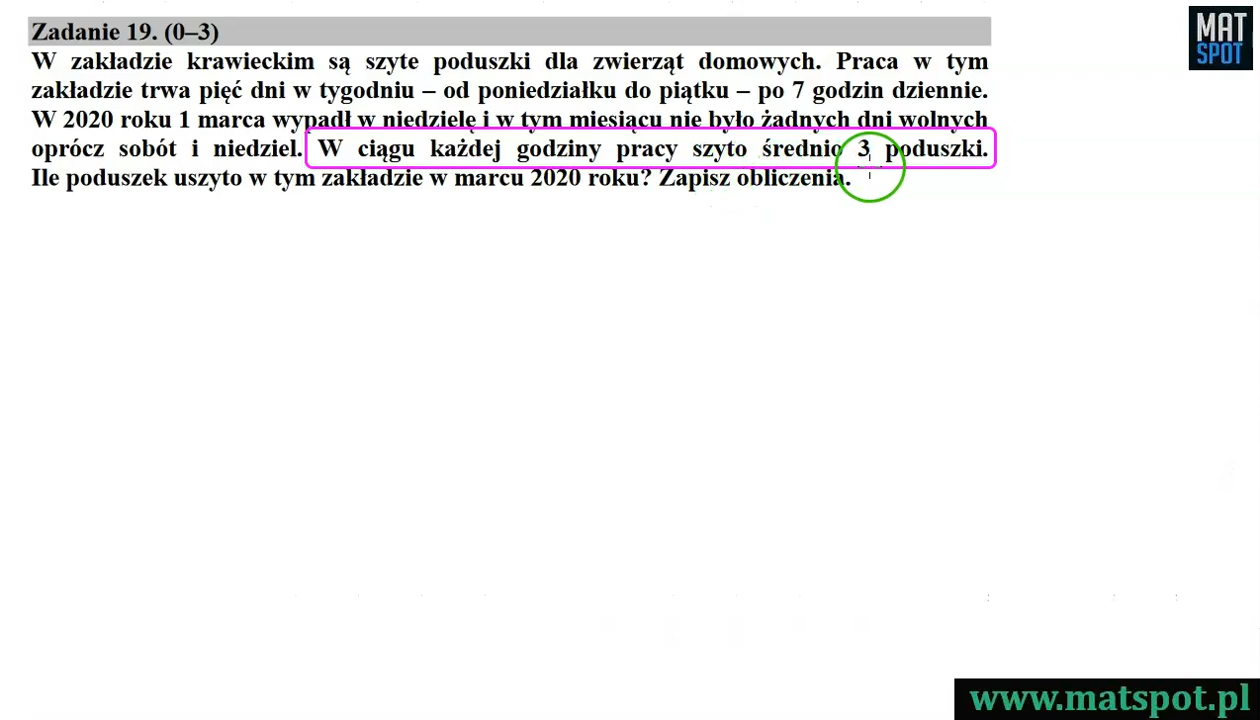 Zadanie 19. (0–3)
MAT
SPOT
W zakładzie krawieckim są szyte poduszki dla zwierząt domowych. Praca w tym
zakładzie trwa pięć dni w tygodniu – od poniedziałku do piątku – po 7 godzin dziennie.
W 2020 roku 1 marca wypadł w niedzielę i w tym miesiącu nie było żadnych dni wolnych
oprócz sobót i niedziel. W ciągu każdej godziny pracy szyto średnio 3 poduszki.
Ile poduszek uszyto w tym zakładzie w marcu 2020 roku? Zapisz obliczenia.
www.matspot.pl